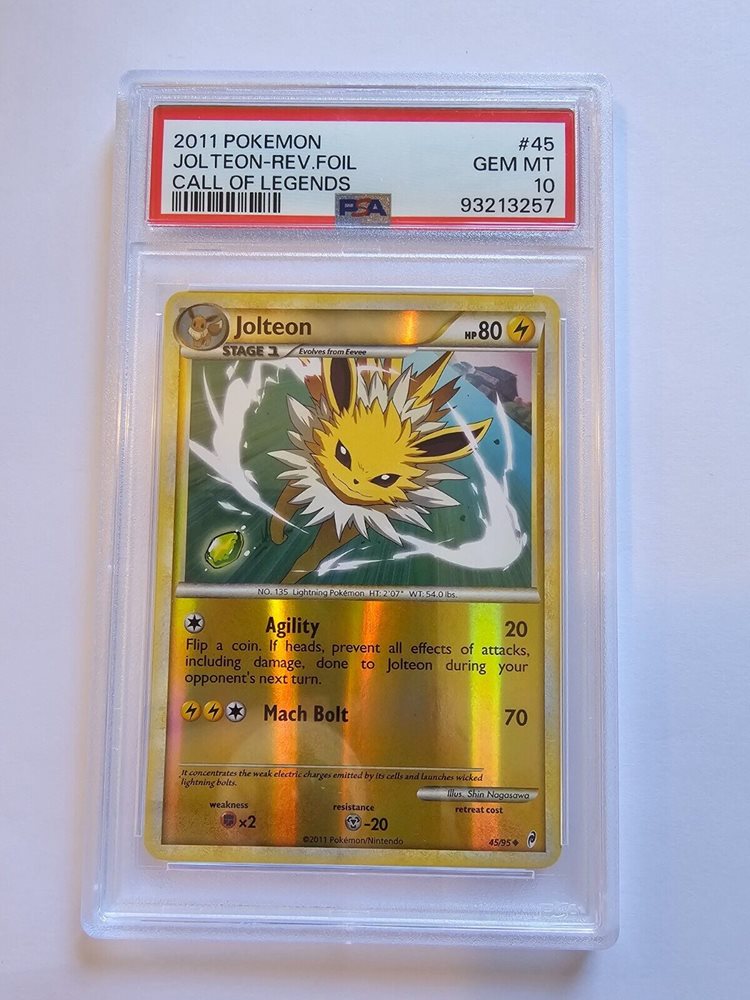 2011 POKEMON #45
JOLTEON-REV.FOIL GEM MT
CALL OF LEGENDS 10
PSA 93213257
Jolteon HP 80
STAGE 1 Evolves from Eevee
NO. 135 Lightning Pokémon HT: 2'07" WT: 54.0 lbs.
Agility 20
Flip a coin. If heads, prevent all effects of attacks,
including damage, done to Jolteon during your
opponent's next turn.
Mach Bolt 70
It concentrates the weak electric charges emitted by its cells and launches wicked
lightning bolts.
Illus. Shin Nagasawa
weakness resistance retreat cost
×2 -20
©2011 Pokémon/Nintendo 45/95